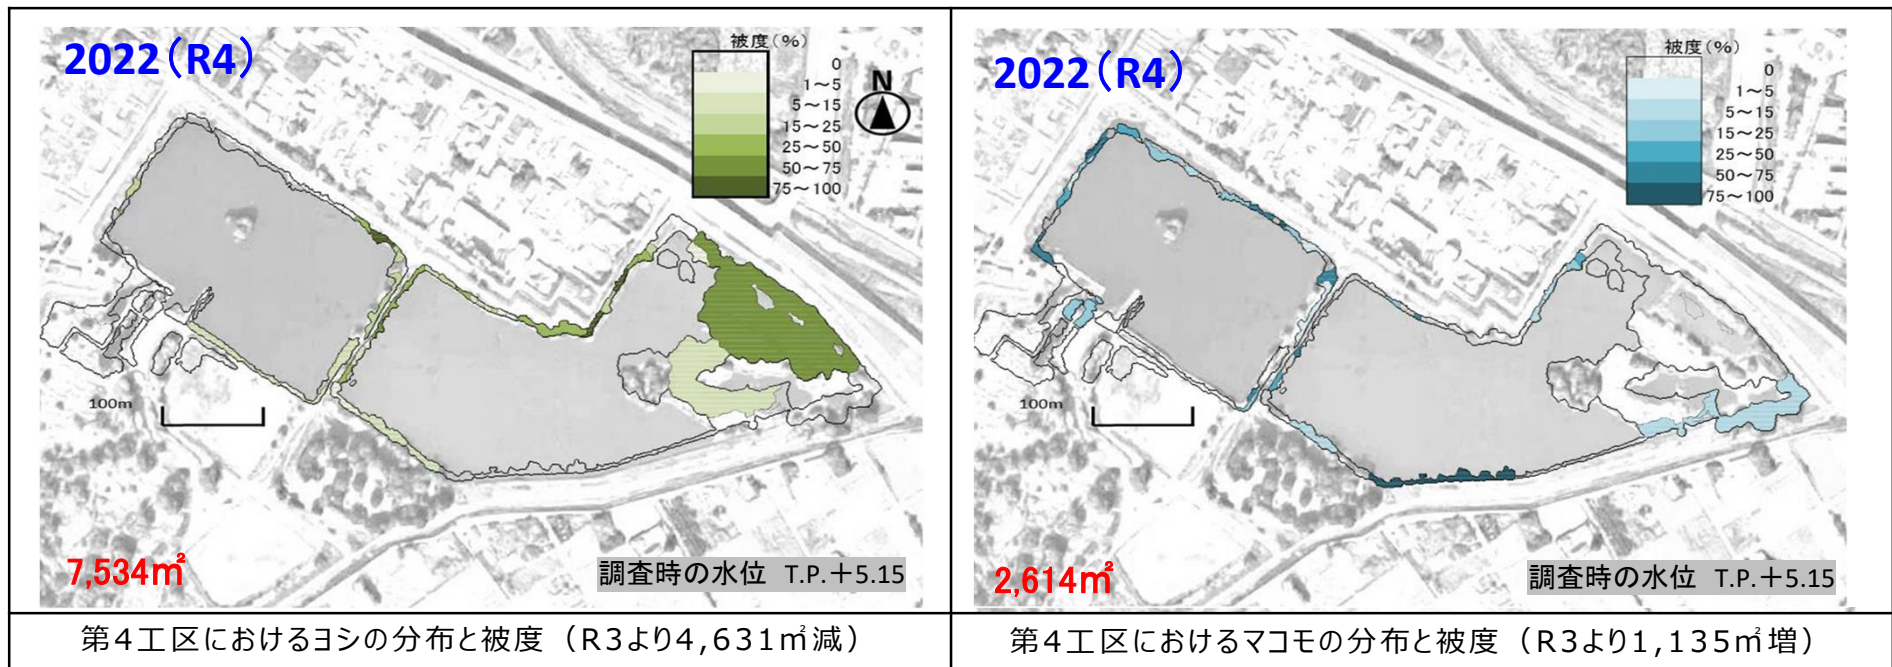 2022（R4）
被度（%）
0
1～5
5～15
15～25
25～50
50～75
75～100
N
100m
7,534㎡
調査時の水位 T.P.＋5.15
第4工区におけるヨシの分布と被度（R3より4,631㎡減）
2022（R4）
被度（%）
0
1～5
5～15
15～25
25～50
50～75
75～100
100m
2,614㎡
調査時の水位 T.P.＋5.15
第4工区におけるマコモの分布と被度（R3より1,135㎡増）